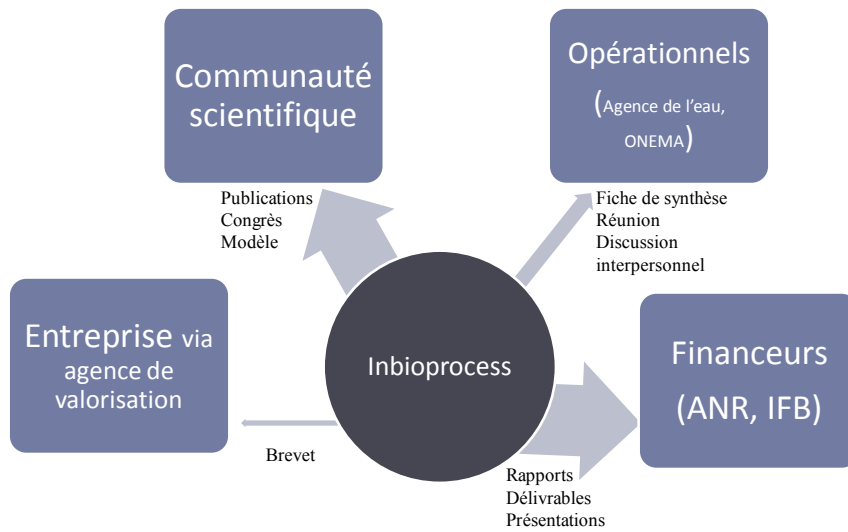 Communauté
scientifique
Opérationnels
(Agence de l'eau,
ONEMA)
Publications
Congrès
Modèle
Fiche de synthèse
Réunion
Discussion
interpersonnel
Entreprise via
agence de
valorisation
Inbioprocess
Financeurs
(ANR, IFB)
Brevet
Rapports
Délivrables
Présentations